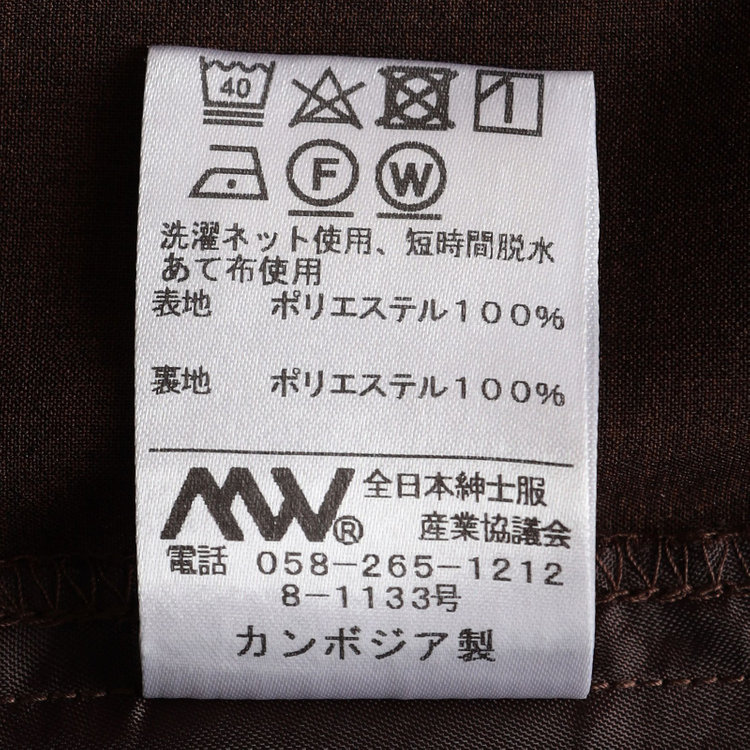 40
F W
洗濯ネット使用、短時間脱水
あて布使用
表地 ポリエステル100%
裏地 ポリエステル100%
MW® 全日本紳士服
産業協議会
電話 058-265-1212
8-1133号
カンボジア製